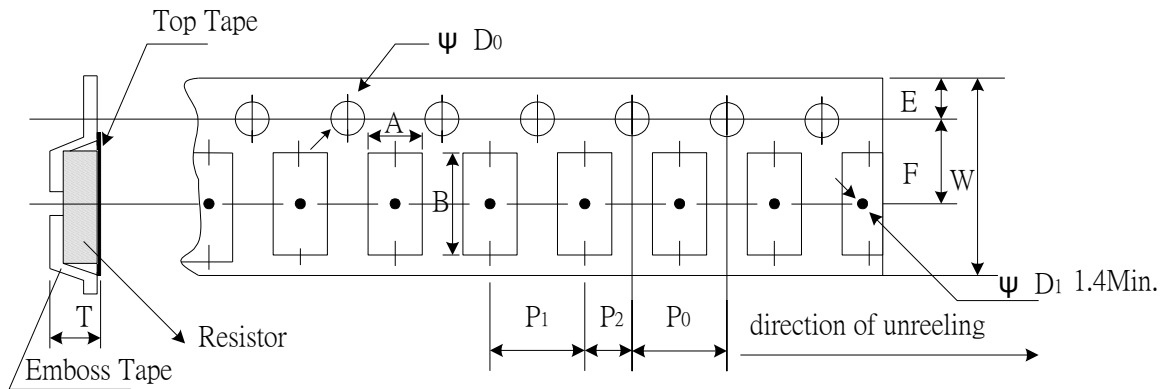 Top Tape
Ψ D0
E
A
F
W
B
Ψ D1 1.4Min.
T
P1
P2
P0
direction of unreeling
Resistor
Emboss Tape